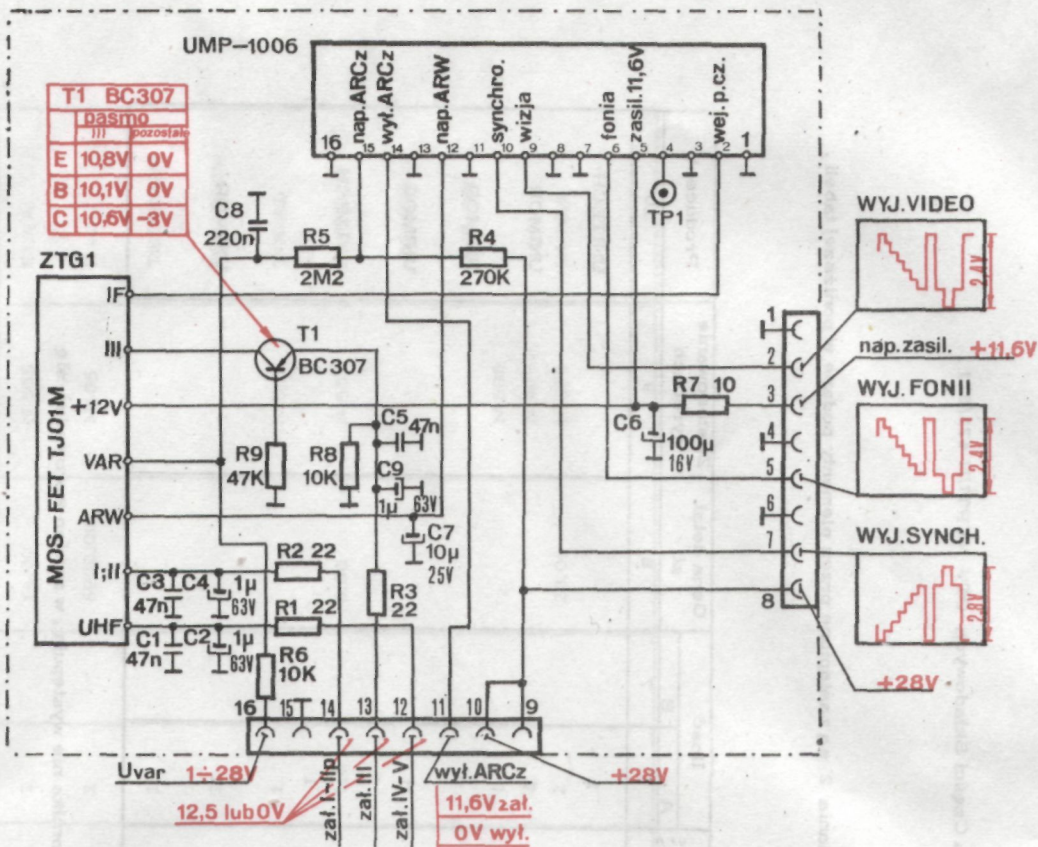 UMP-1006
nap.ARCz
wył.ARCz
nap.ARW
synchro.
wizja
fonia
zasil.11,6V
wej.p.cz.
16 15 14 13 12 11 10 9 8 7 6 5 4 3 2 1
TP1
T1 BC307
pasmo
III pozostałe
E 10,8V 0V
B 10,1V 0V
C 10,6V -3V
C8
220n
R5
2M2
R4
270K
ZTG1
MOS-FET TJ01M
IF
III
+12V
VAR
ARW
I÷II
UHF
T1
BC307
R9
47K
R8
10K
C5
47n
C9
1µ
63V
C7
10µ
25V
C6
100µ
16V
R7 10
R2 22
R1 22
R3
22
C3
47n
C4
1µ
63V
C1
47n
C2
1µ
63V
R6
10K
1
2
3
4
5
6
7
8
WYJ.VIDEO
2,4V
nap.zasil. +11,6V
WYJ.FONII
2,4V
WYJ.SYNCH.
2,8V
+28V
16 15 14 13 12 11 10 9
Uvar 1÷28V
12,5 lub 0V
zał.I-IIp
zał.III
zał.IV-V
wył.ARCz
+28V
11,6V zał.
0V wył.